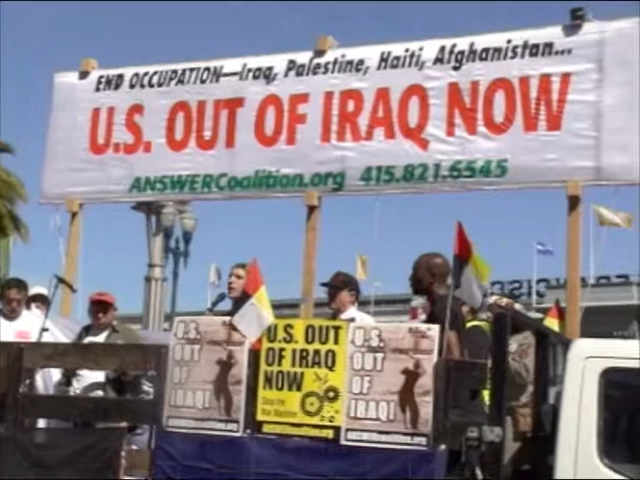 END OCCUPATION—Iraq, Palestine, Haiti, Afghanistan...
U.S. OUT OF IRAQ NOW
ANSWERCoalition.org 415.821.6545
U.S.
OUT
OF
IRAQ!
U.S. OUT
OF IRAQ
NOW
U.S.
OUT
OF
IRAQ!